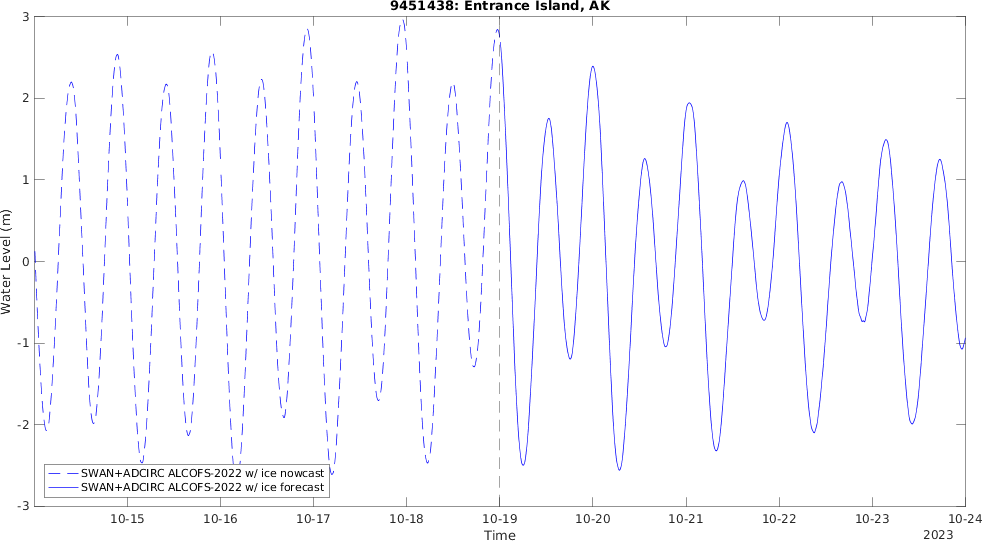 9451438: Entrance Island, AK
3
2
1
0
-1
-2
-3
Water Level (m)
SWAN+ADCIRC ALCOFS-2022 w/ ice nowcast
SWAN+ADCIRC ALCOFS-2022 w/ ice forecast
10-15 10-16 10-17 10-18 10-19 10-20 10-21 10-22 10-23 10-24
Time
2023